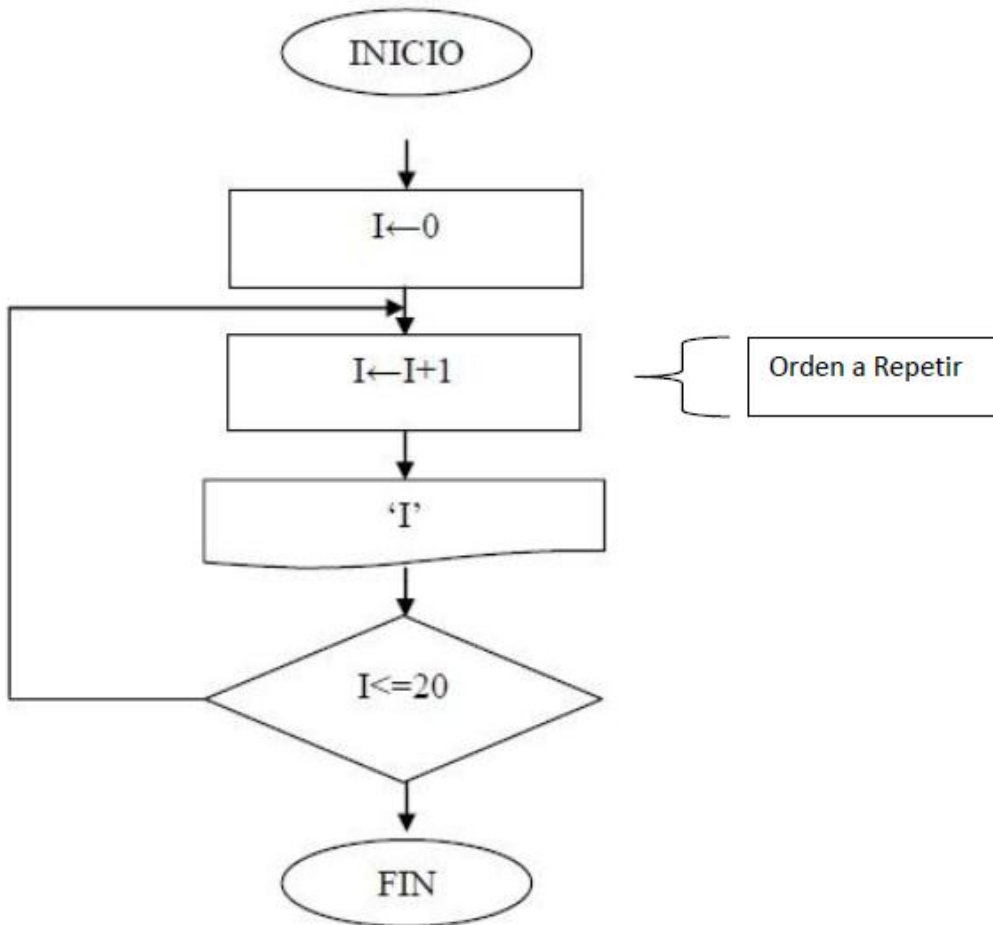 INICIO
I←0
I←I+1
Orden a Repetir
‘I’
I<=20
FIN